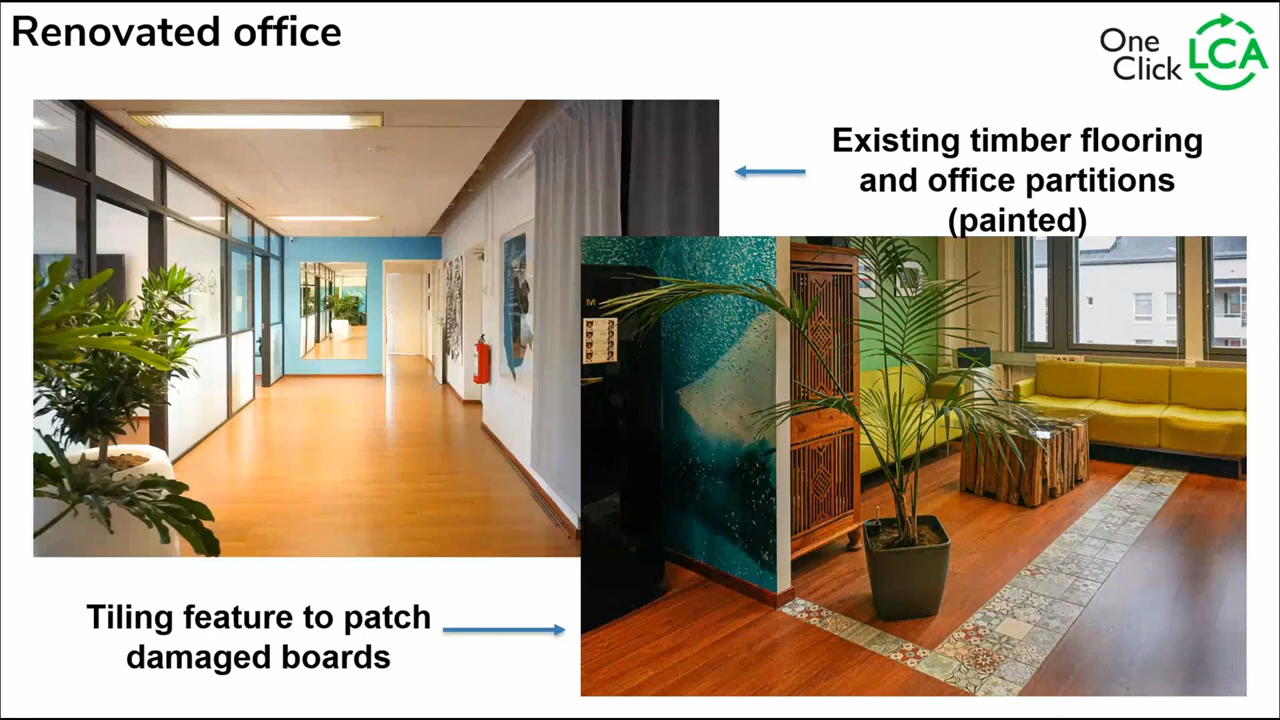 Renovated office
One
Click
LCA
Existing timber flooring
and office partitions
(painted)
M
Tiling feature to patch
damaged boards